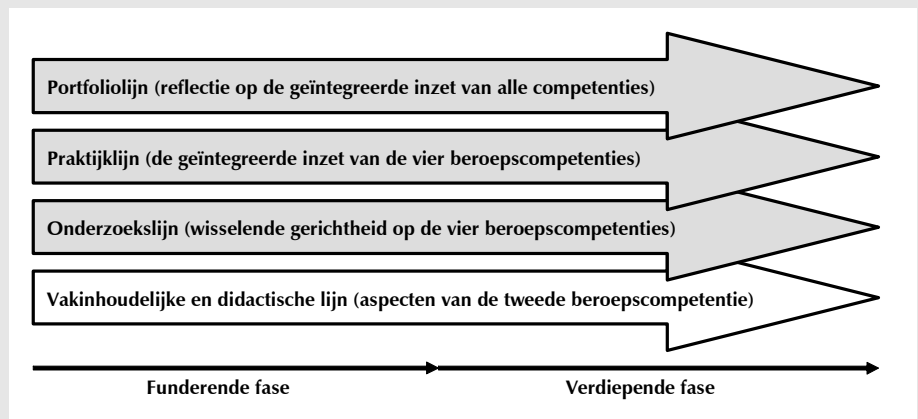 Portfoliolijn (reflectie op de geïntegreerde inzet van alle competenties)
Praktijklijn (de geïntegreerde inzet van de vier beroepscompetenties)
Onderzoekslijn (wisselende gerichtheid op de vier beroepscompetenties)
Vakinhoudelijke en didactische lijn (aspecten van de tweede beroepscompetentie)
Funderende fase
Verdiepende fase